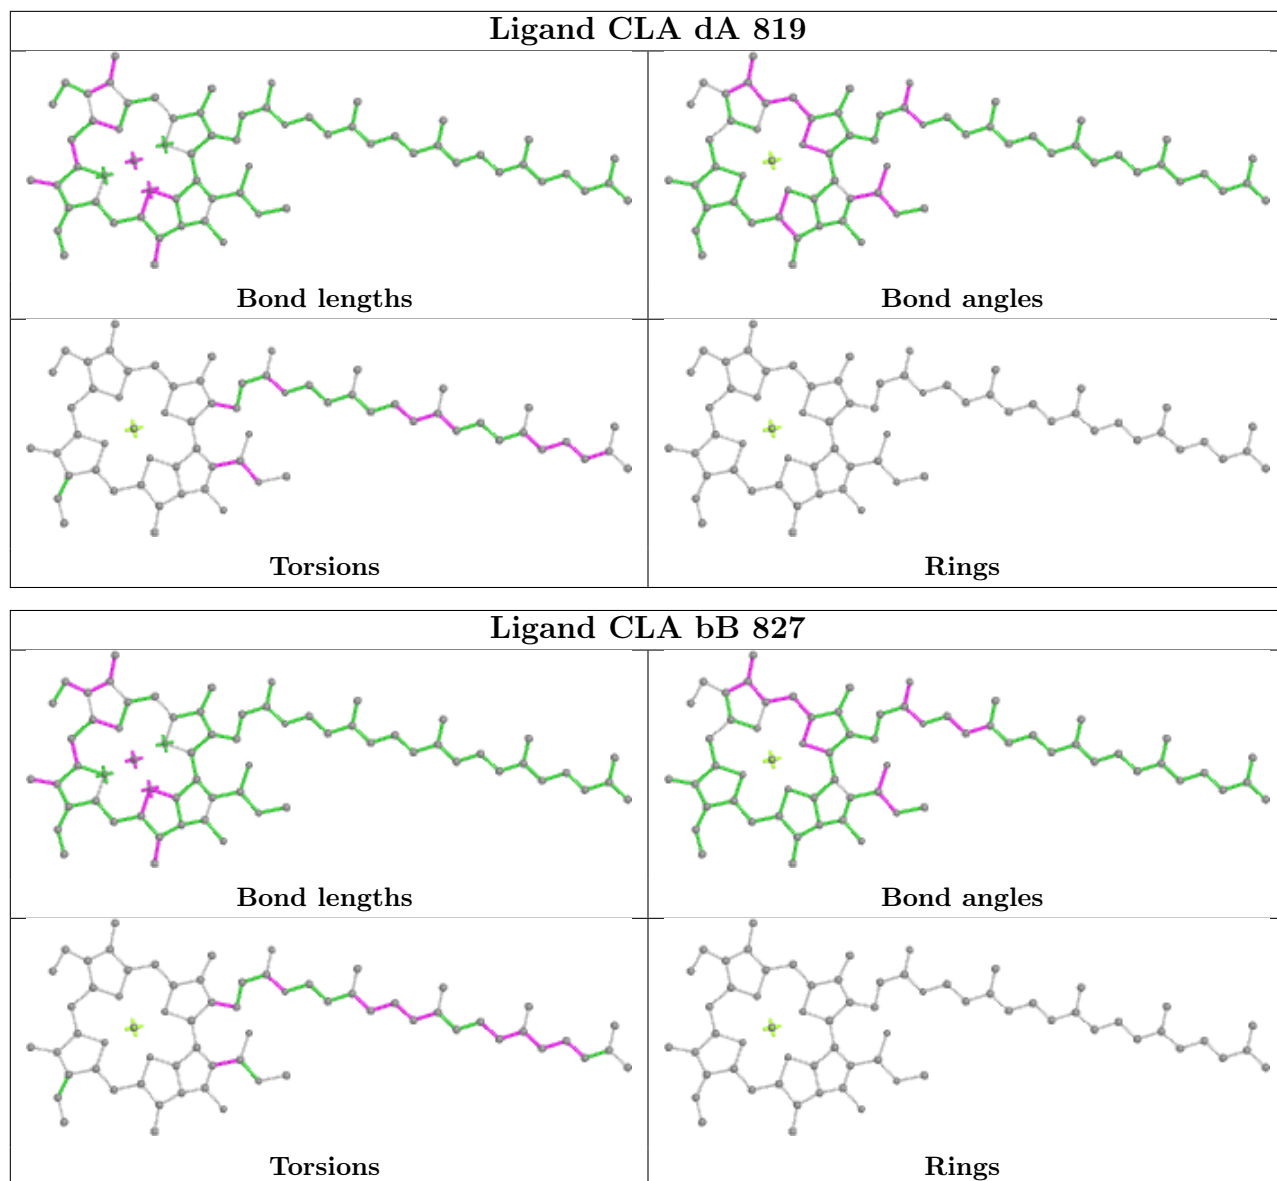 Ligand CLA dA 819
Bond lengths
Bond angles
Torsions
Rings
Ligand CLA bB 827
Bond lengths
Bond angles
Torsions
Rings